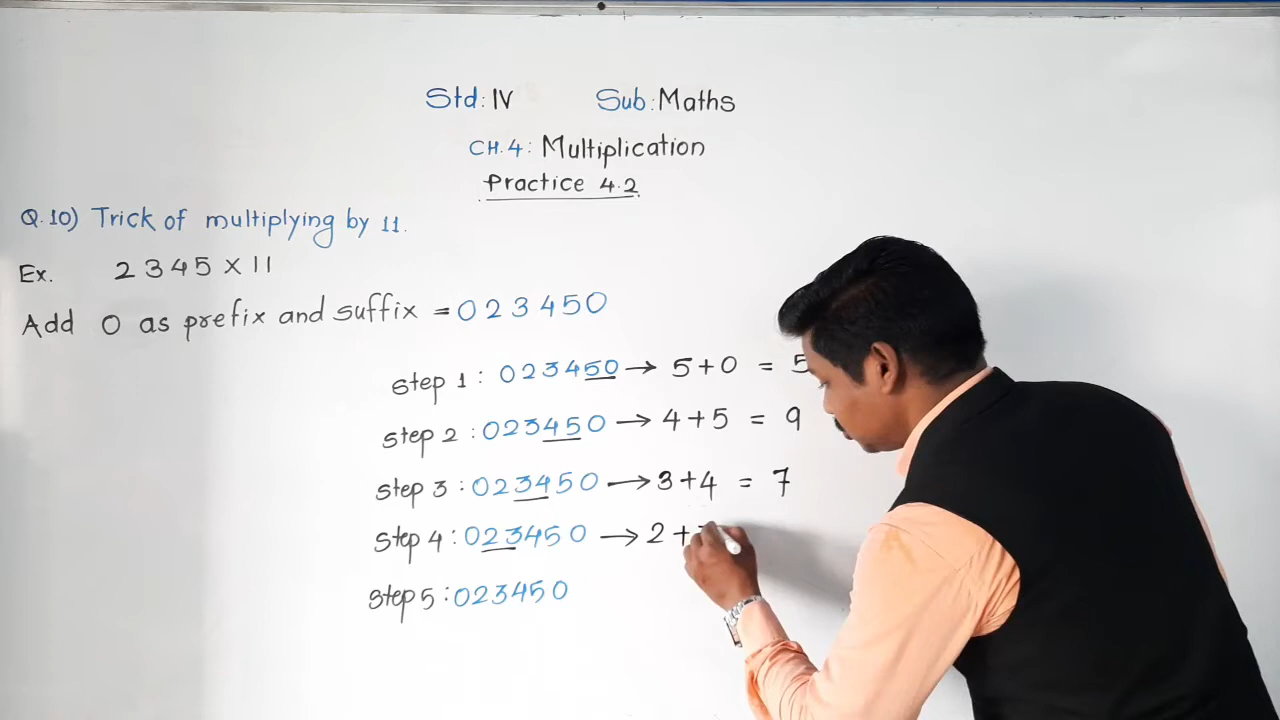 Std: IV Sub: Maths
CH.4: Multiplication
Practice 4.2
Q.10) Trick of multiplying by 11.
Ex. 2345 X 11
Add 0 as prefix and suffix = 023450
Step 1: 023450 → 5+0 = 5
Step 2: 023450 → 4+5 = 9
Step 3: 023450 → 3+4 = 7
Step 4: 023450 → 2+
Step 5: 023450